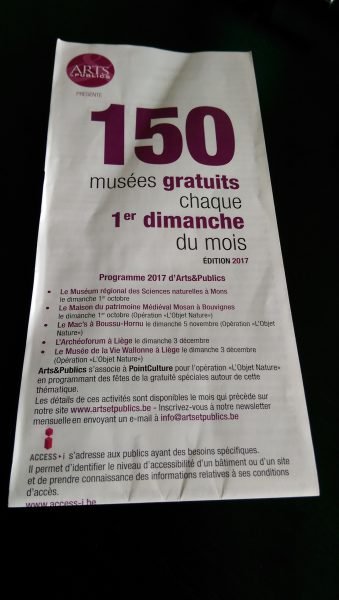 ARTS
&PUBLICS
PRÉSENTE
150
musées gratuits
chaque
1er dimanche
du mois
ÉDITION 2017
Programme 2017 d'Arts&Publics
• Le Muséum régional des Sciences naturelles à Mons
le dimanche 1er octobre
• Le Maison du patrimoine Médiéval Mosan à Bouvignes
le dimanche 1er octobre (Opération «L'Objet Nature»)
• Le Mac's à Boussu-Hornu le dimanche 5 novembre (Opération «L'Objet
Nature»)
• L'Archéoforum à Liège le dimanche 3 décembre
• Le Musée de la Vie Wallonne à Liège le dimanche 3 décembre
(Opération «L'Objet Nature»)
Arts&Publics s'associe à PointCulture pour l'opération «L'Objet Nature»
en programmant des fêtes de la gratuité spéciales autour de cette
thématique.
Les détails de ces activités sont disponibles le mois qui précède sur
notre site www.artsetpublics.be - Inscrivez-vous à notre newsletter
mensuelle en envoyant un e-mail à info@artsetpublics.be
i
ACCESS+i s'adresse aux publics ayant des besoins spécifiques.
Il permet d'identifier le niveau d'accessibilité d'un bâtiment ou d'un site
et de prendre connaissance des informations relatives à ses conditions
d'accès.
www.access-i.be